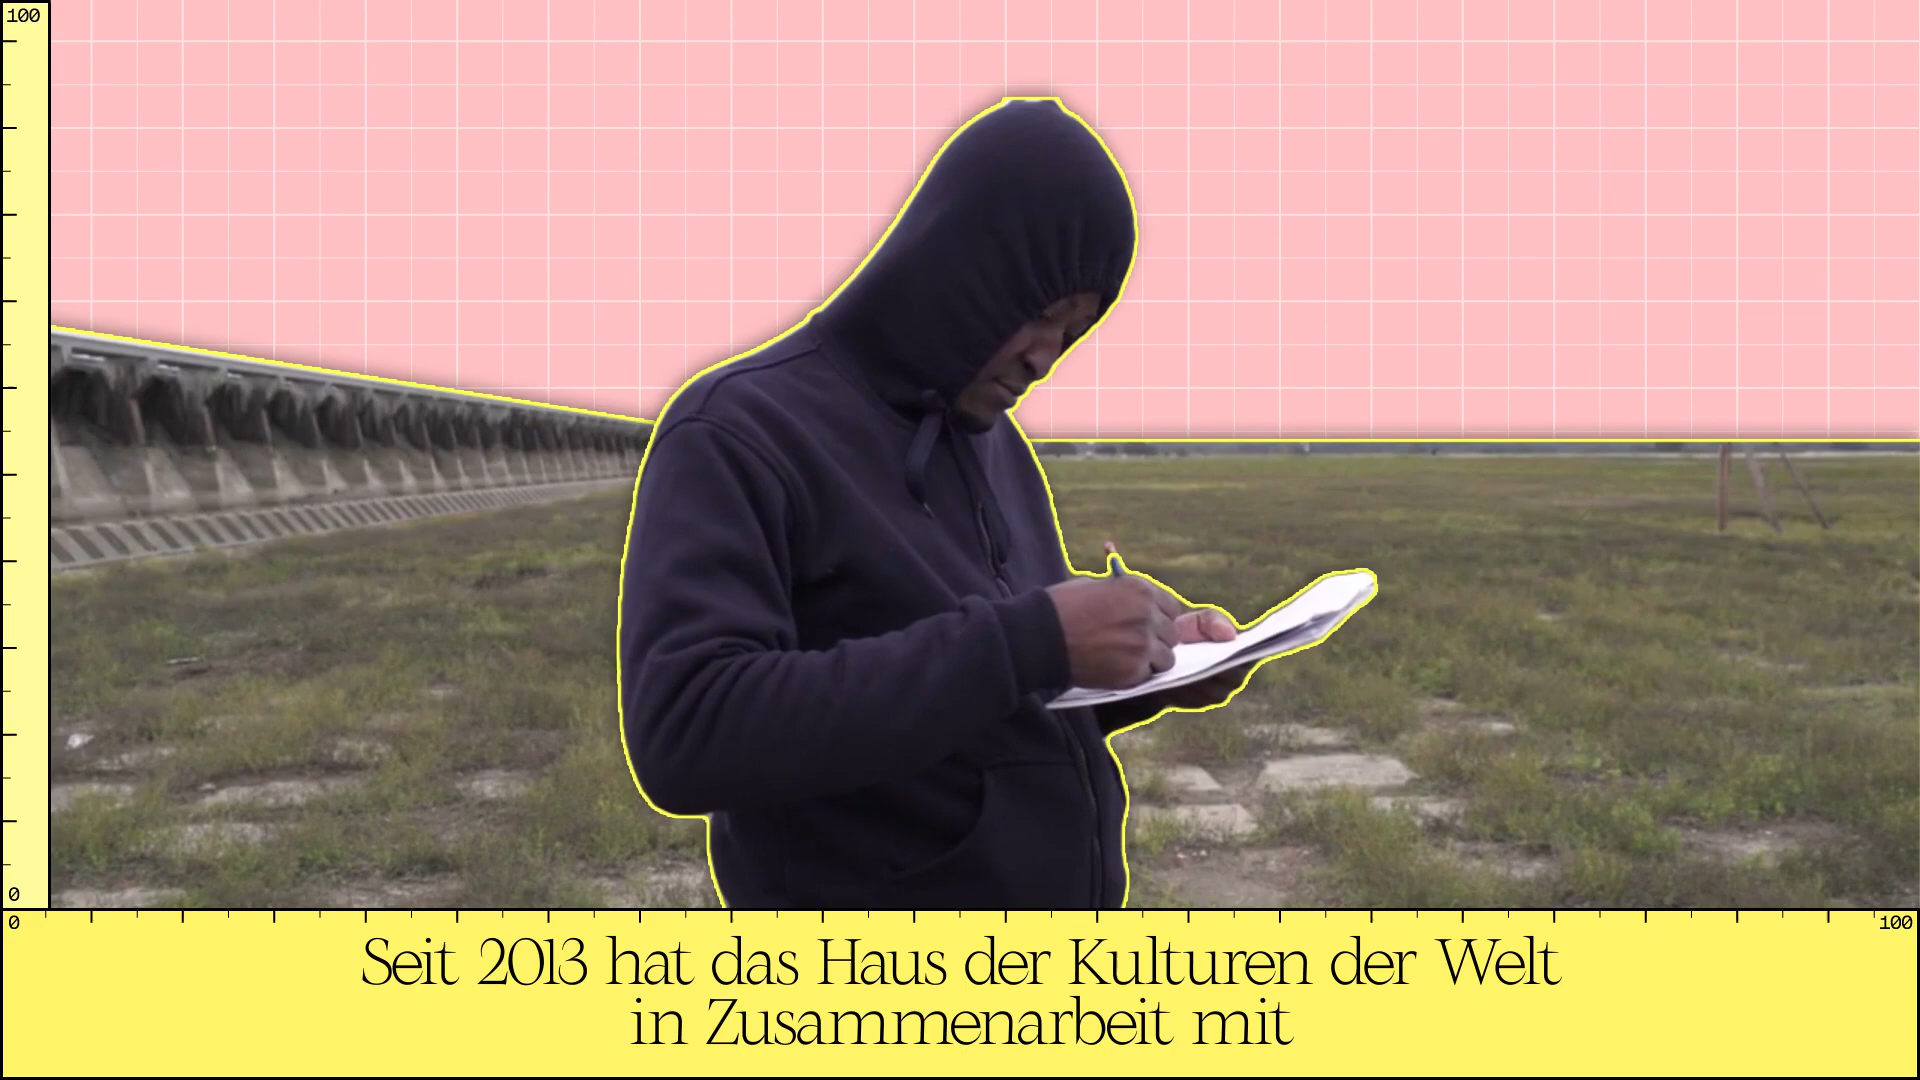 100
0
0
100
Seit 2013 hat das Haus der Kulturen der Welt
in Zusammenarbeit mit